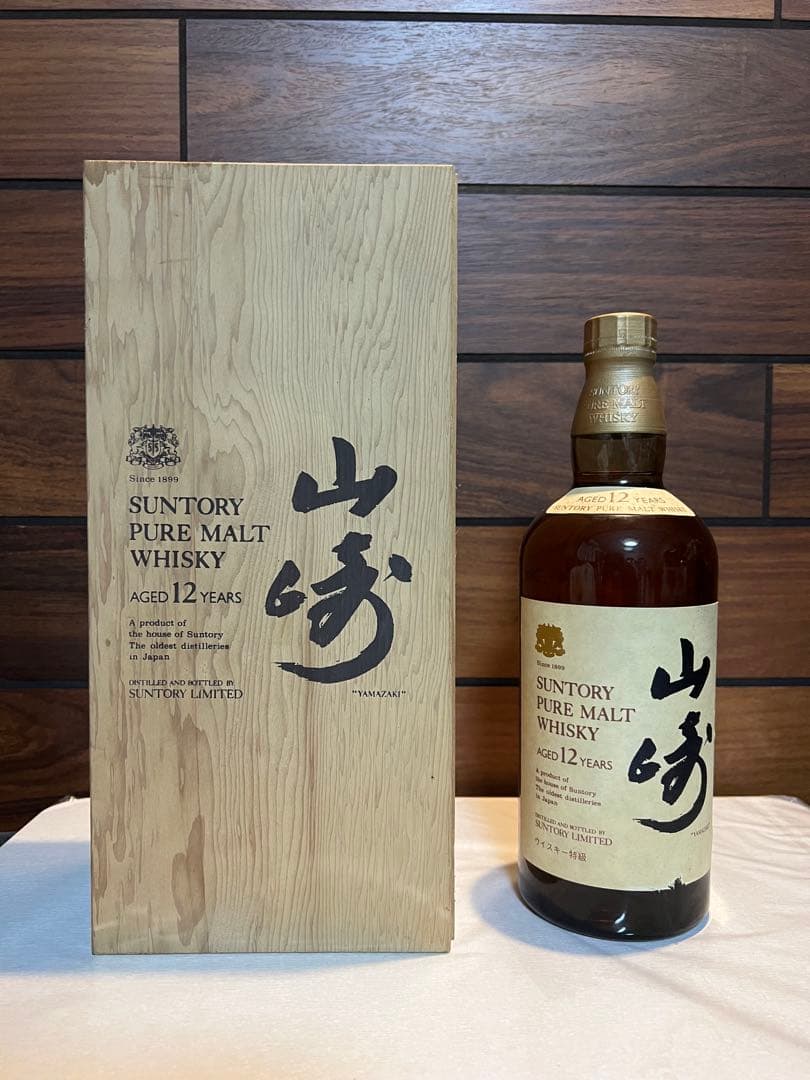 Since 1899
SUNTORY
PURE MALT
WHISKY
AGED 12 YEARS
A product of
the house of Suntory
The oldest distilleries
in Japan
DISTILLED AND BOTTLED BY
SUNTORY LIMITED
山崎
"YAMAZAKI"
SUNTORY
PURE MALT
WHISKY
AGED 12 YEARS
SUNTORY PURE MALT WHISKY
Since 1899
SUNTORY
PURE MALT
WHISKY
AGED 12 YEARS
A product of
the house of Suntory
The oldest distilleries
in Japan
DISTILLED AND BOTTLED BY
SUNTORY LIMITED
ウイスキー特級
山崎